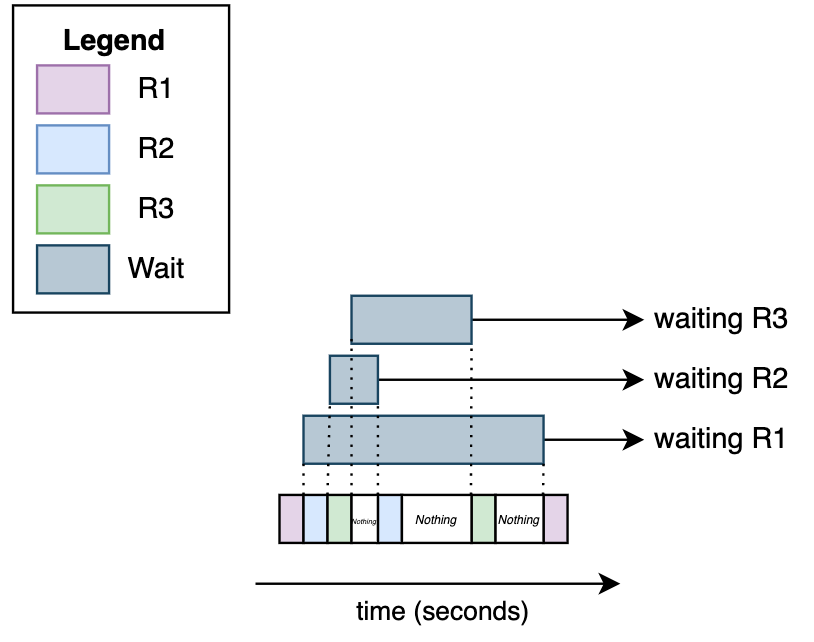 Legend
R1
R2
R3
Wait
waiting R3
waiting R2
waiting R1
Nothing
Nothing
Nothing
time (seconds)